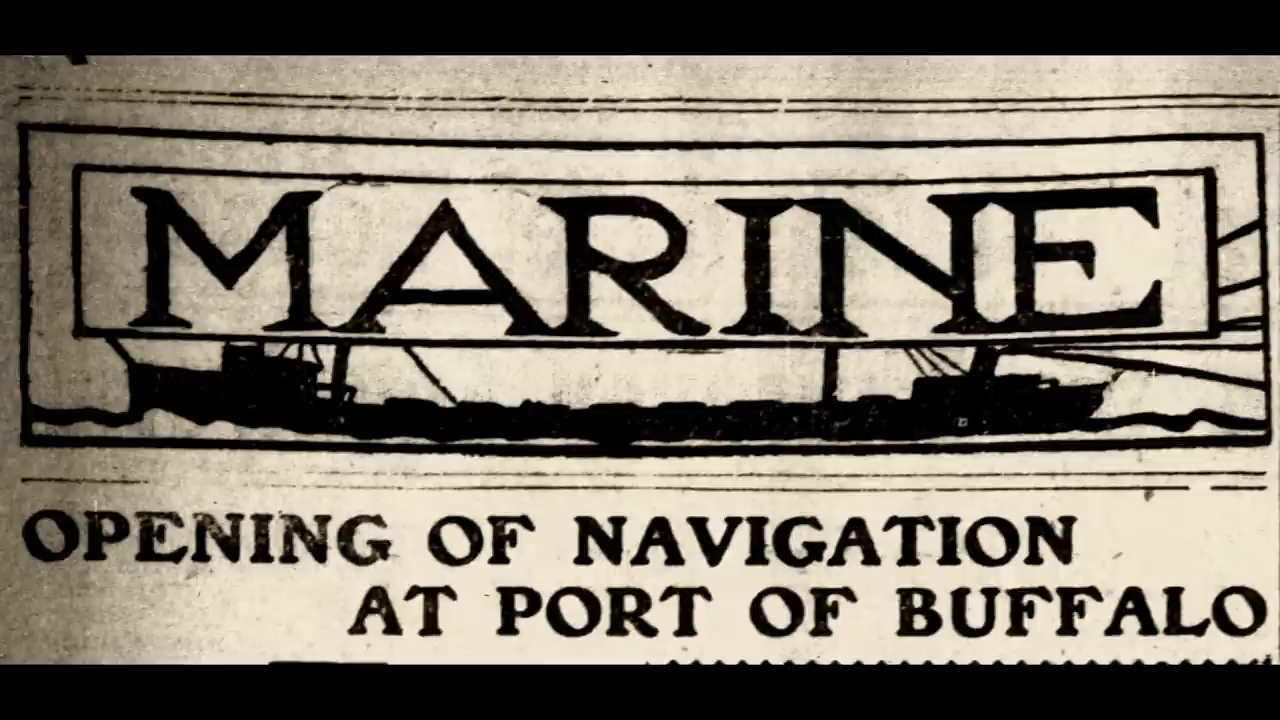 MARINE
OPENING OF NAVIGATION
AT PORT OF BUFFALO